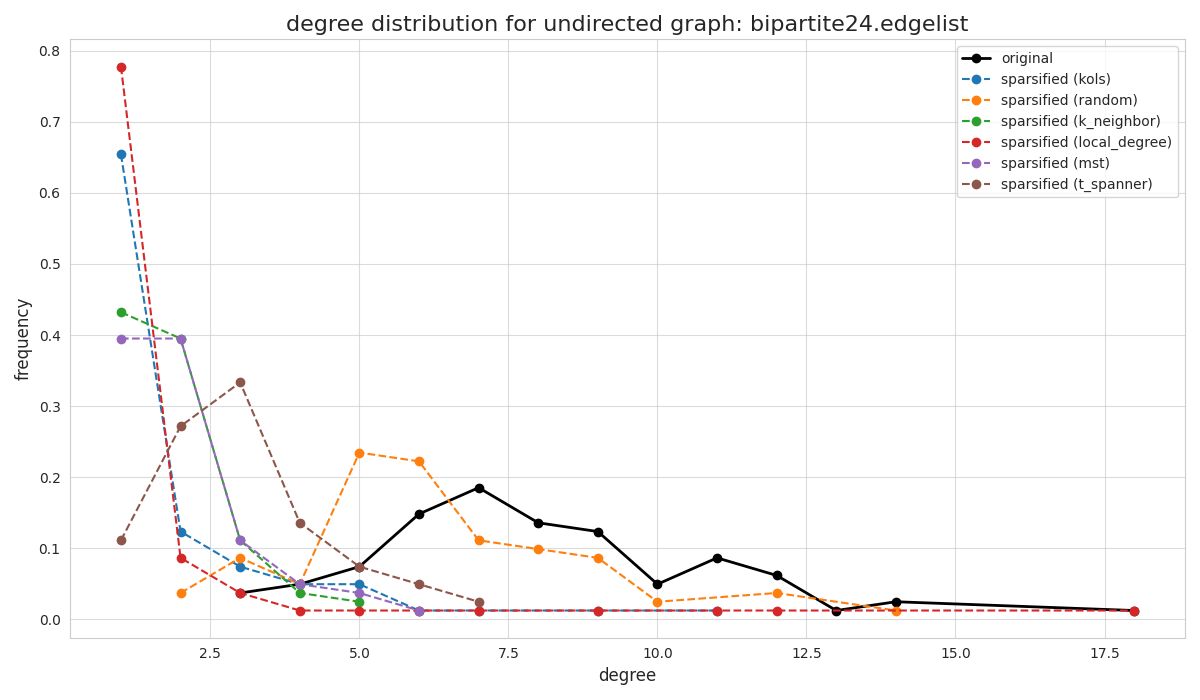 degree distribution for undirected graph: bipartite24.edgelist
original
sparsified (kols)
sparsified (random)
sparsified (k_neighbor)
sparsified (local_degree)
sparsified (mst)
sparsified (t_spanner)
frequency
0.8
0.7
0.6
0.5
0.4
0.3
0.2
0.1
0.0
2.5 5.0 7.5 10.0 12.5 15.0 17.5
degree